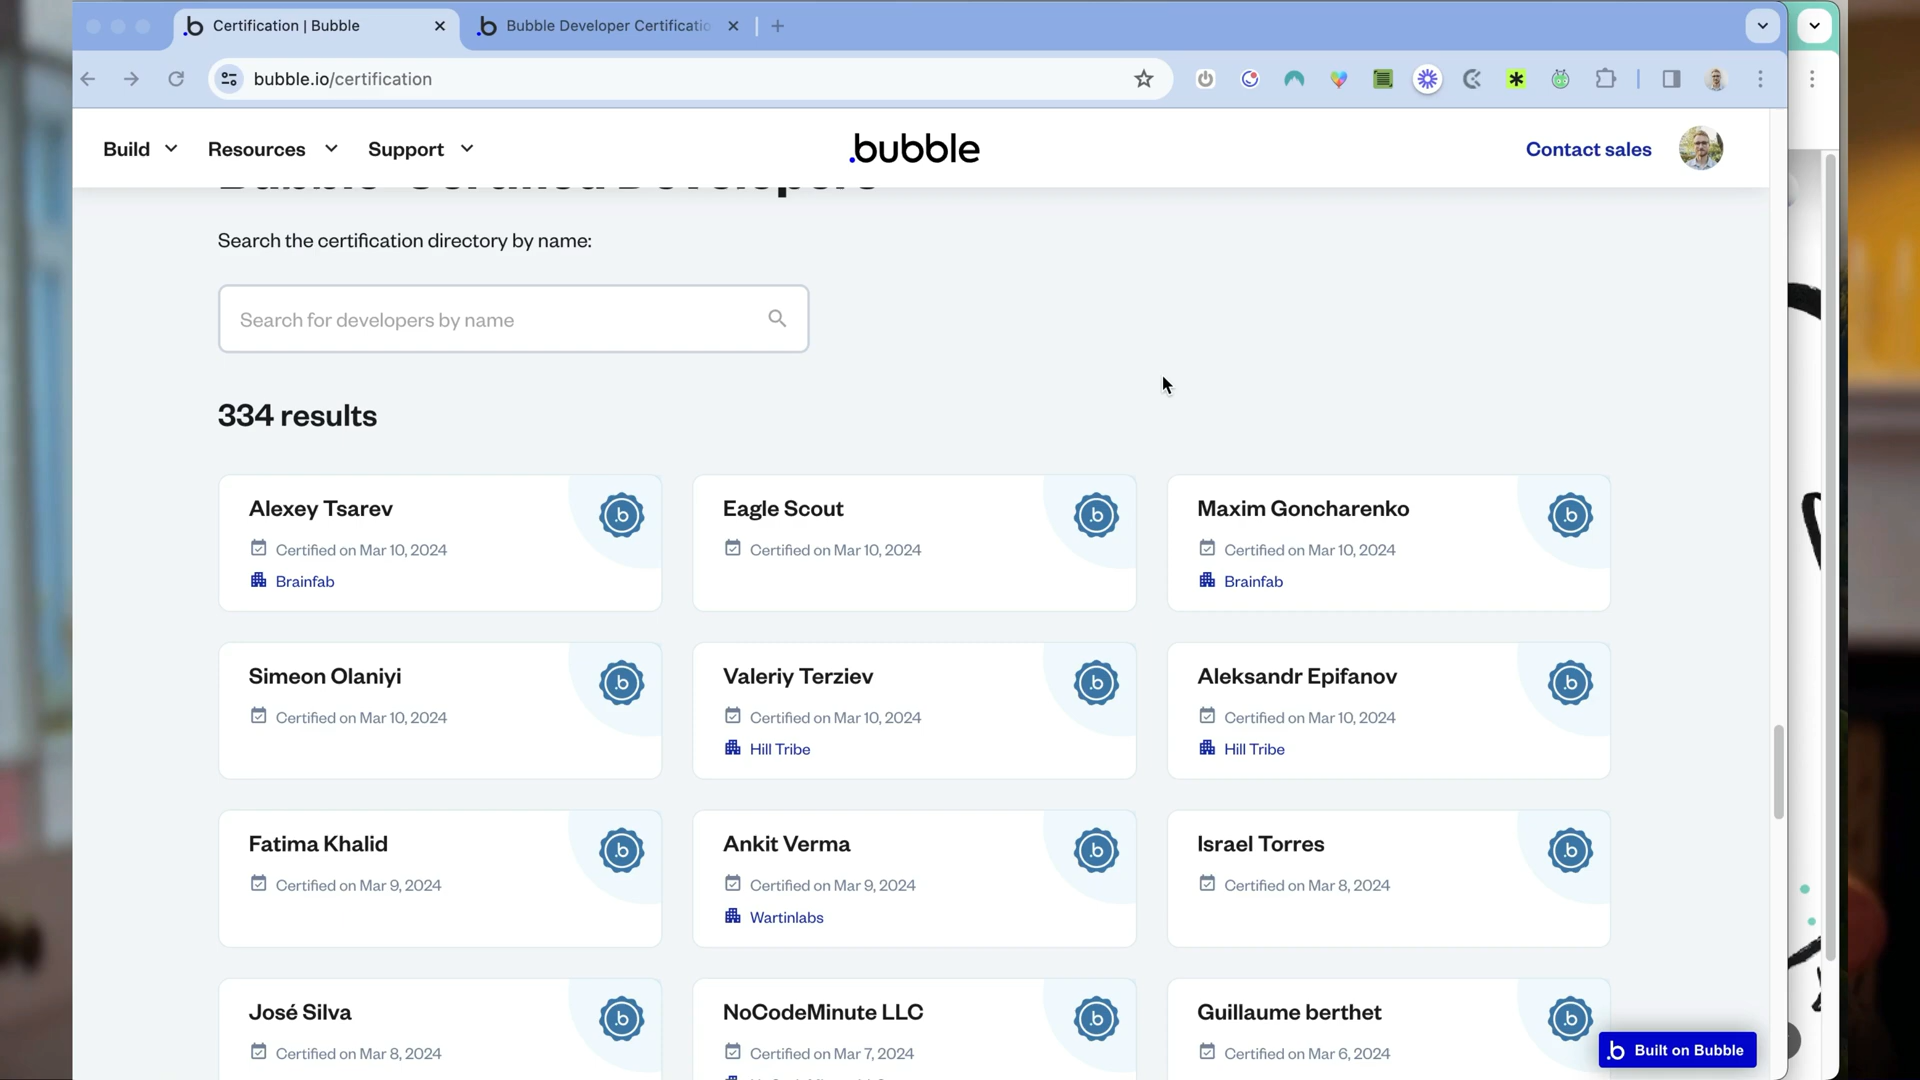 Certification | Bubble
Bubble Developer Certificatio
bubble.io/certification
Build
Resources
Support
.bubble
Contact sales
Bubble Certified Developers
Search the certification directory by name:
Search for developers by name
334 results
Alexey Tsarev
Certified on Mar 10, 2024
Brainfab
Eagle Scout
Certified on Mar 10, 2024
Maxim Goncharenko
Certified on Mar 10, 2024
Brainfab
Simeon Olaniyi
Certified on Mar 10, 2024
Valeriy Terziev
Certified on Mar 10, 2024
Hill Tribe
Aleksandr Epifanov
Certified on Mar 10, 2024
Hill Tribe
Fatima Khalid
Certified on Mar 9, 2024
Ankit Verma
Certified on Mar 9, 2024
Wartinlabs
Israel Torres
Certified on Mar 8, 2024
José Silva
Certified on Mar 8, 2024
NoCodeMinute LLC
Certified on Mar 7, 2024
Guillaume berthet
Certified on Mar 6, 2024
Built on Bubble